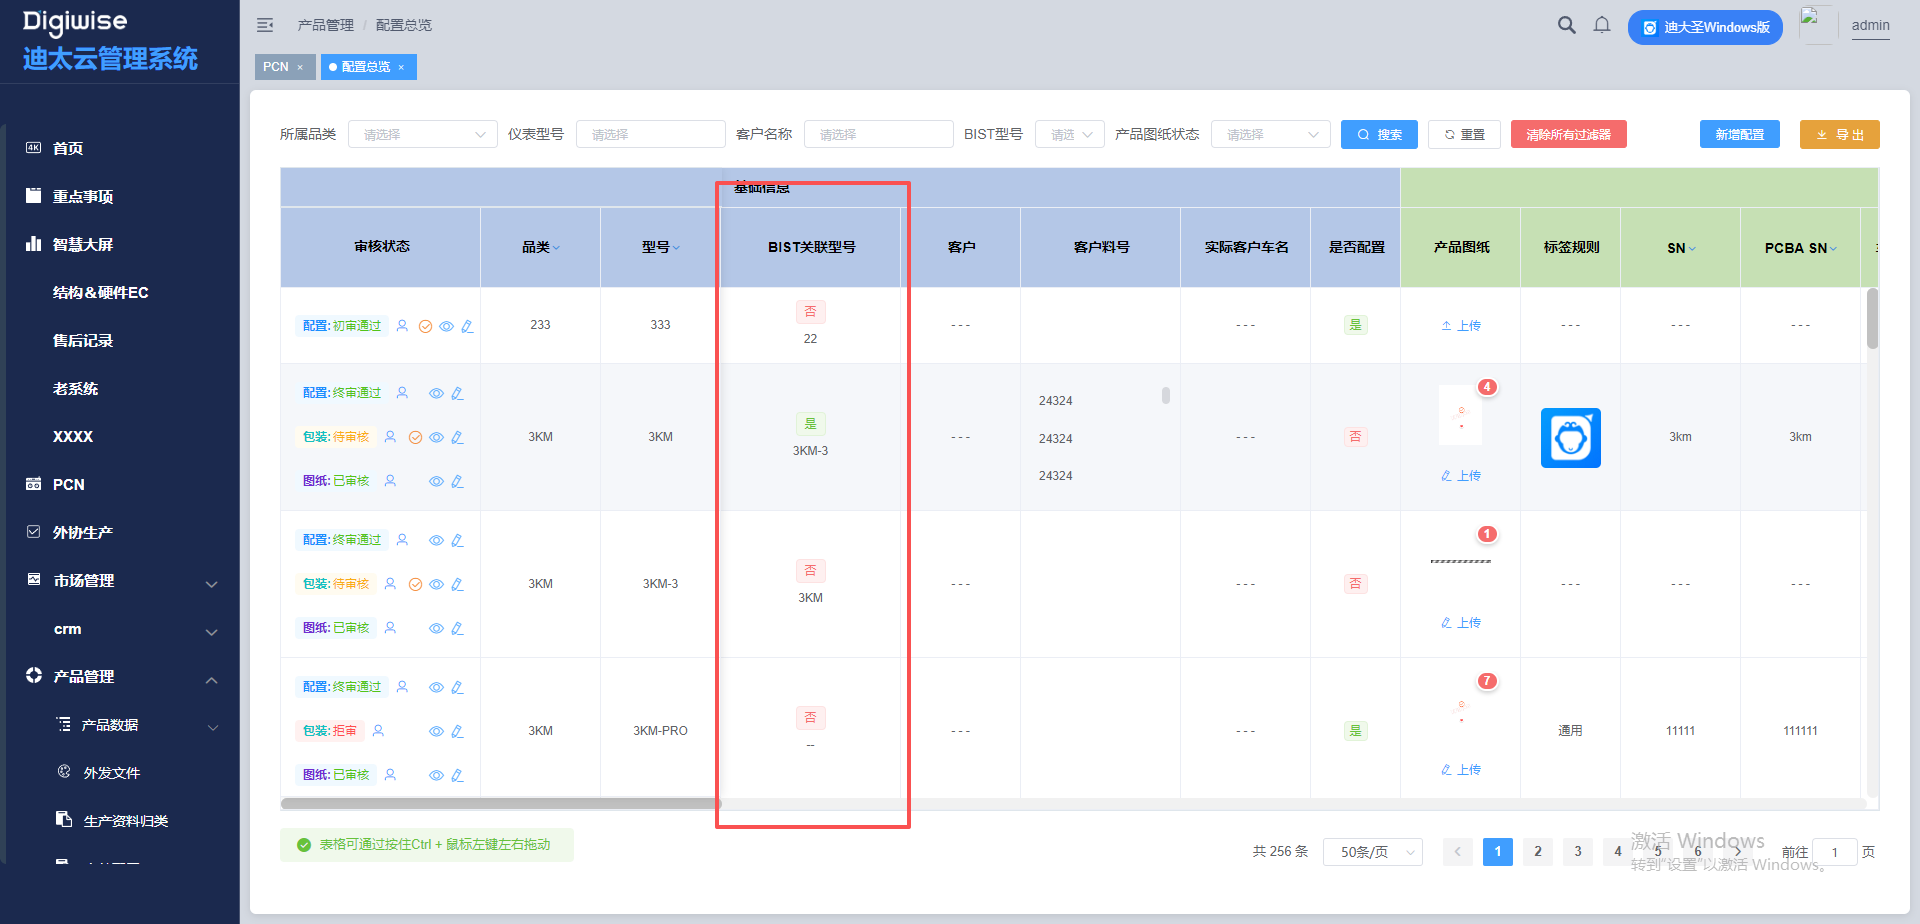 Digiwise
迪太云管理系统
产品管理 / 配置总览
迪大圣Windows版
admin
PCN ×
配置总览 ×
首页
重点事项
智慧大屏
结构&硬件EC
售后记录
老系统
XXXX
PCN
外协生产
市场管理
crm
产品管理
产品数据
外发文件
生产资料归类
所属品类 请选择 仪表型号 请选择 客户名称 请选择 BIST型号 请选 产品图纸状态 请选择 搜索 重置 清除所有过滤器 新增配置 导 出
基础信息
审核状态 品类 型号 BIST关联型号 客户 客户料号 实际客户车名 是否配置 产品图纸 标签规则 SN PCBA SN
配置:初审通过 233 333 否 22 --- --- 是 上传 --- --- ---
配置:终审通过
包装:待审核
图纸:已审核
3KM 3KM 是 3KM-3 --- 24324 24324 24324 --- 否 4 上传 3km 3km
配置:终审通过
包装:待审核
图纸:已审核
3KM 3KM-3 否 3KM --- --- 否 1 上传 --- --- ---
配置:终审通过
包装:拒审
图纸:已审核
3KM 3KM-PRO 否 -- --- --- 是 7 上传 通用 11111 111111
表格可通过按住Ctrl + 鼠标左键左右拖动
共 256 条 50条/页 1 2 3 4 5 6 前往 1 页
激活 Windows
转到“设置”以激活 Windows。
4K